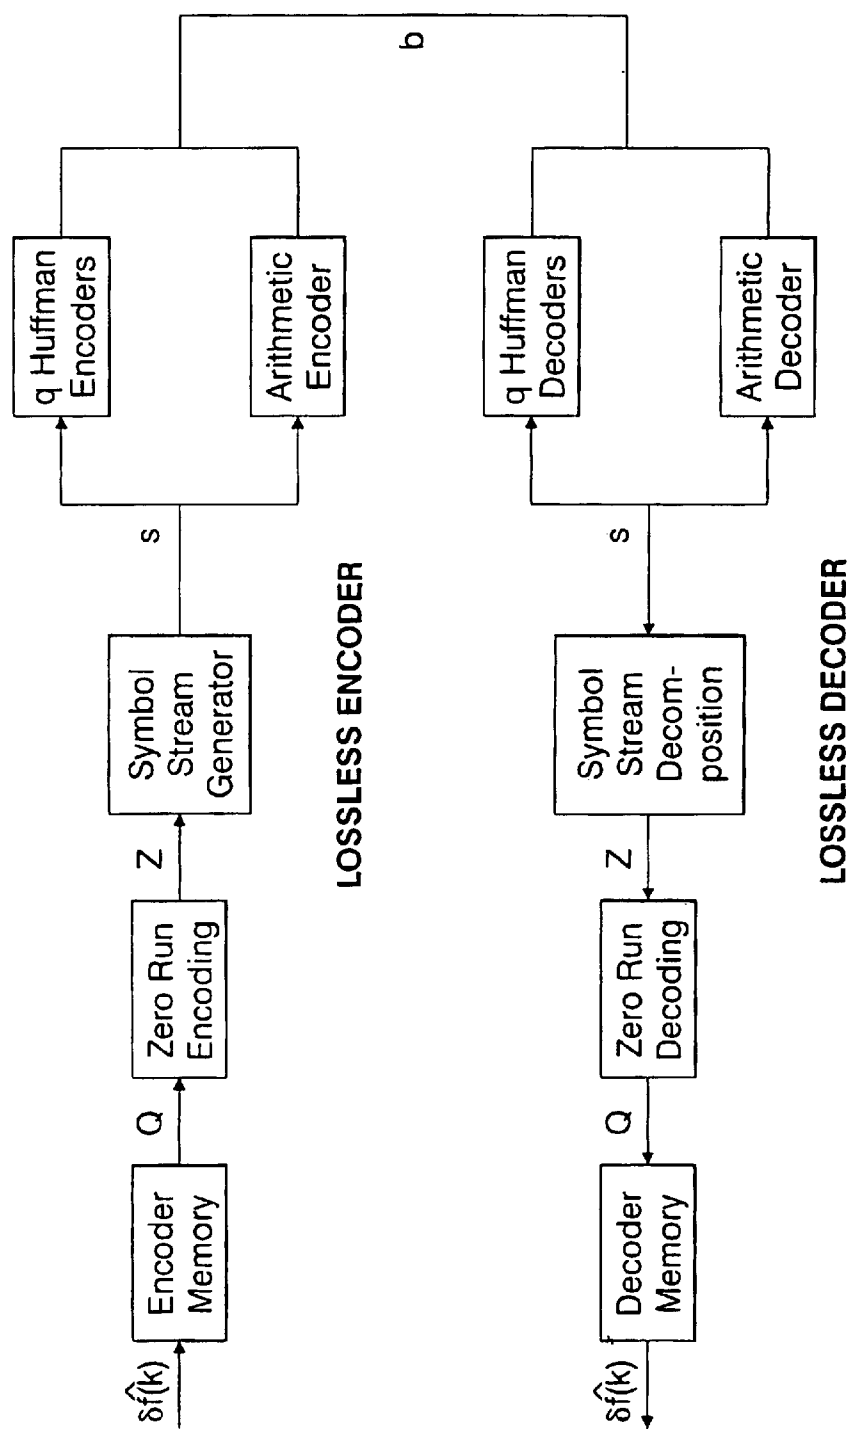 δf̂(k)
Encoder
Memory
Q
Zero Run
Encoding
Z
Symbol
Stream
Generator
s
q Huffman
Encoders
Arithmetic
Encoder
b
LOSSLESS ENCODER
δf̂(k)
Decoder
Memory
Q
Zero Run
Decoding
Z
Symbol
Stream
Decom-
position
s
q Huffman
Decoders
Arithmetic
Decoder
LOSSLESS DECODER